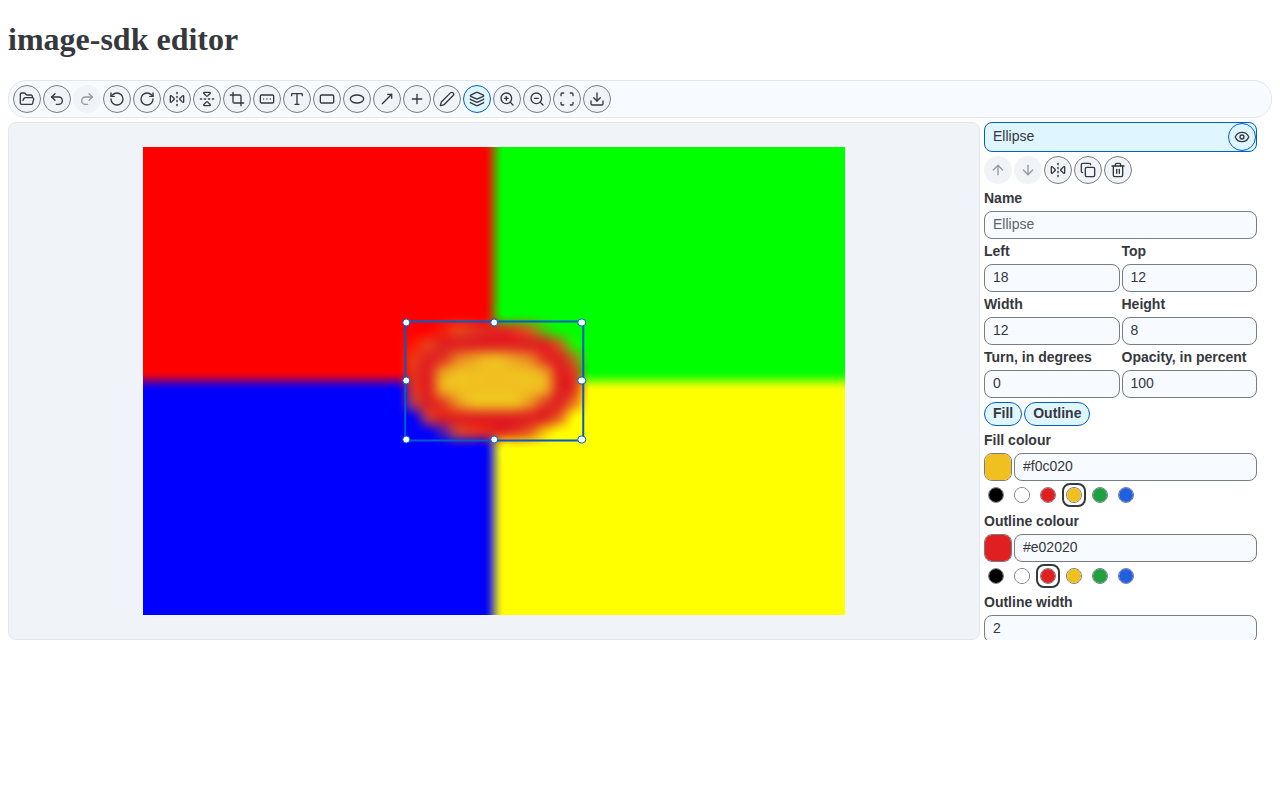 image-sdk editor
Ellipse
Name
Ellipse
Left Top
18 12
Width Height
12 8
Turn, in degrees Opacity, in percent
0 100
Fill Outline
Fill colour
#f0c020
Outline colour
#e02020
Outline width
2